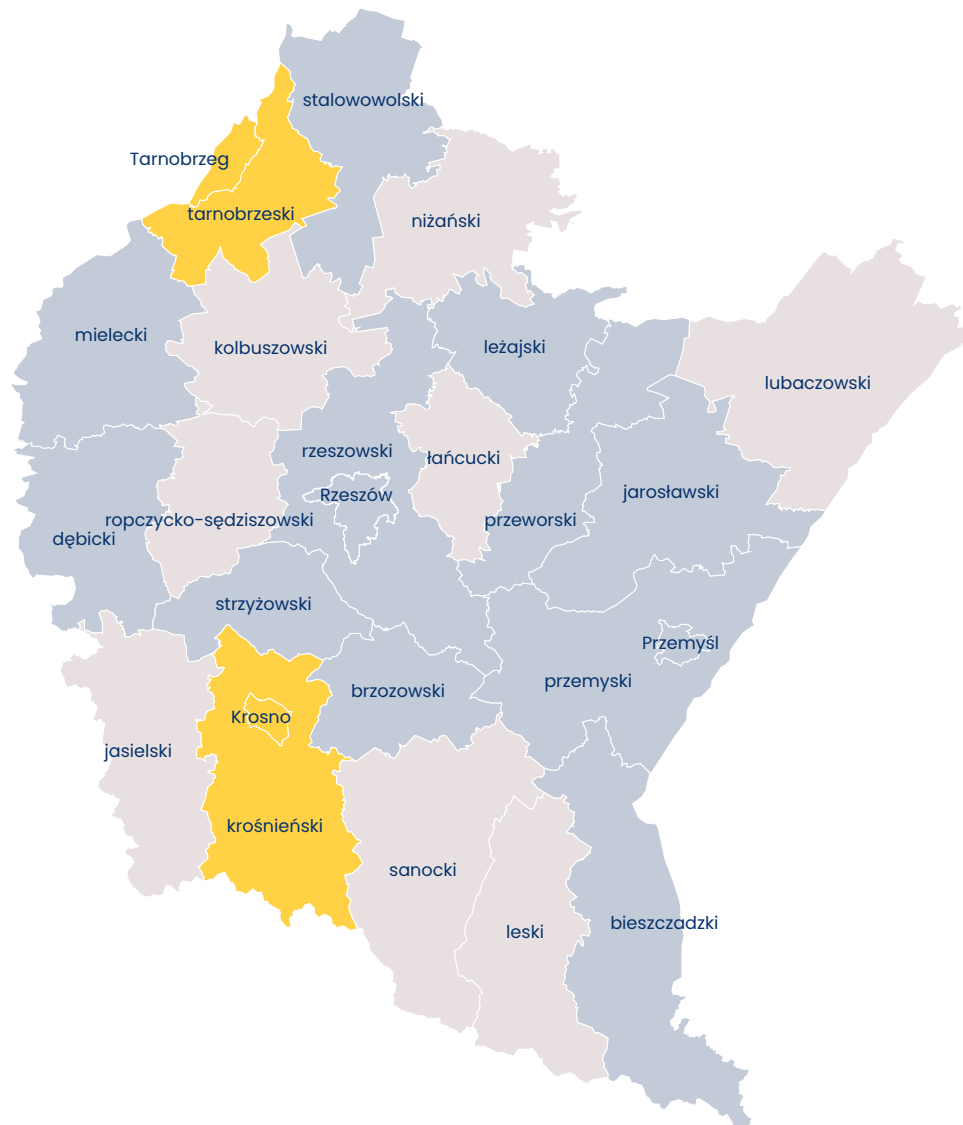 stalowowolski
Tarnobrzeg
tarnobrzeski
niżański
mielecki
kolbuszowski
leżajski
lubaczowski
rzeszowski
łańcucki
Rzeszów
jarosławski
ropczycko-sędziszowski
przeworski
dębicki
strzyżowski
Przemyśl
przemyski
brzozowski
Krosno
jasielski
krośnieński
sanocki
bieszczadzki
leski